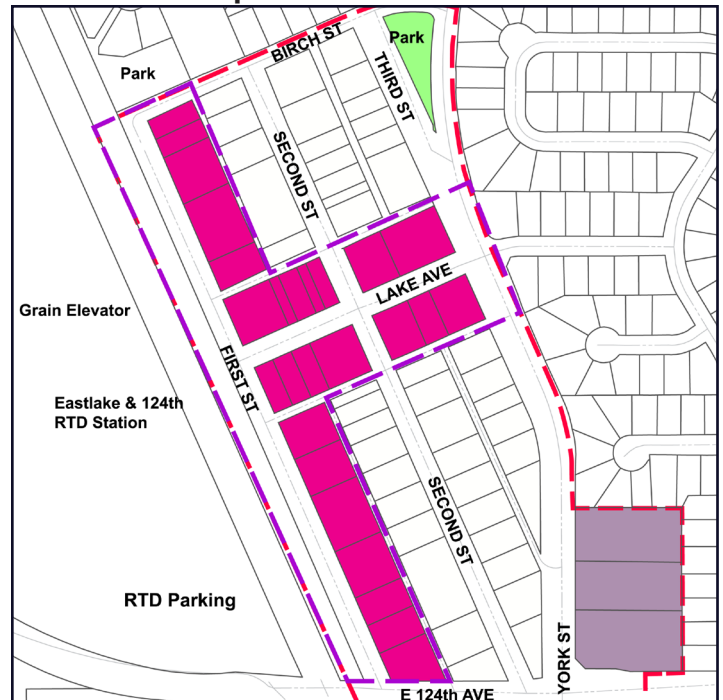 BIRCH ST
Park
Park
THIRD ST
SECOND ST
LAKE AVE
Grain Elevator
FIRST ST
Eastlake & 124th
RTD Station
SECOND ST
RTD Parking
YORK ST
E 124th AVE